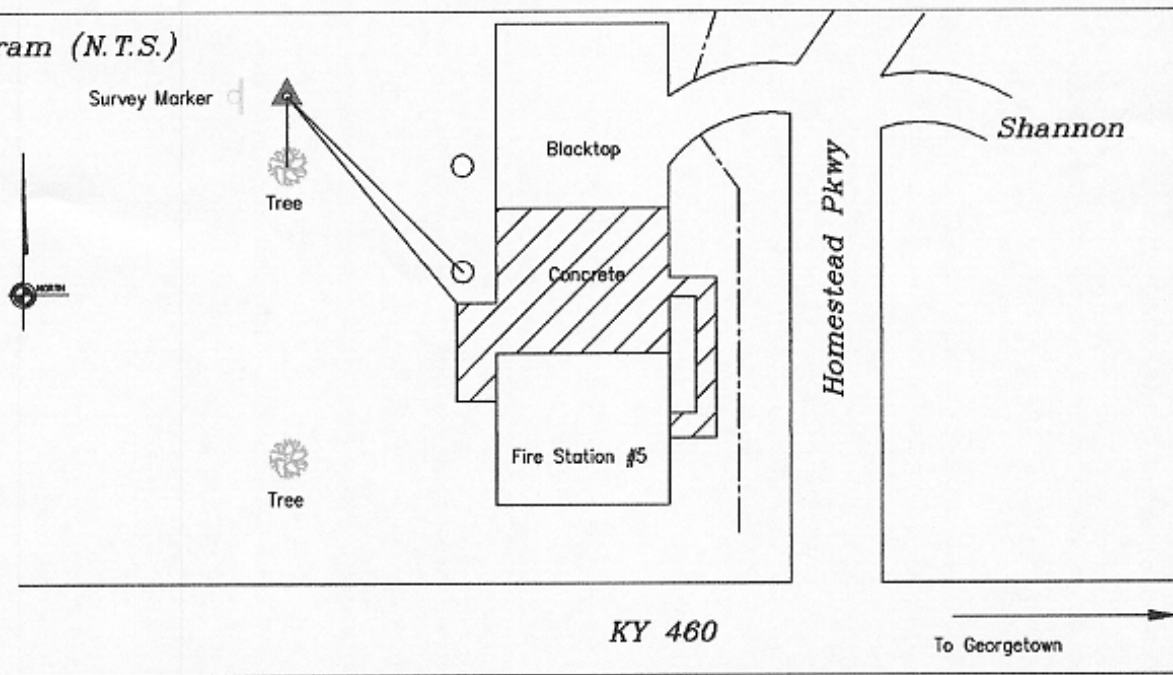 ram (N.T.S.)
Survey Marker
Tree
NORTH
Blacktop
Concrete
Fire Station #5
Tree
Shannon
Homestead Pkwy
KY 460
To Georgetown